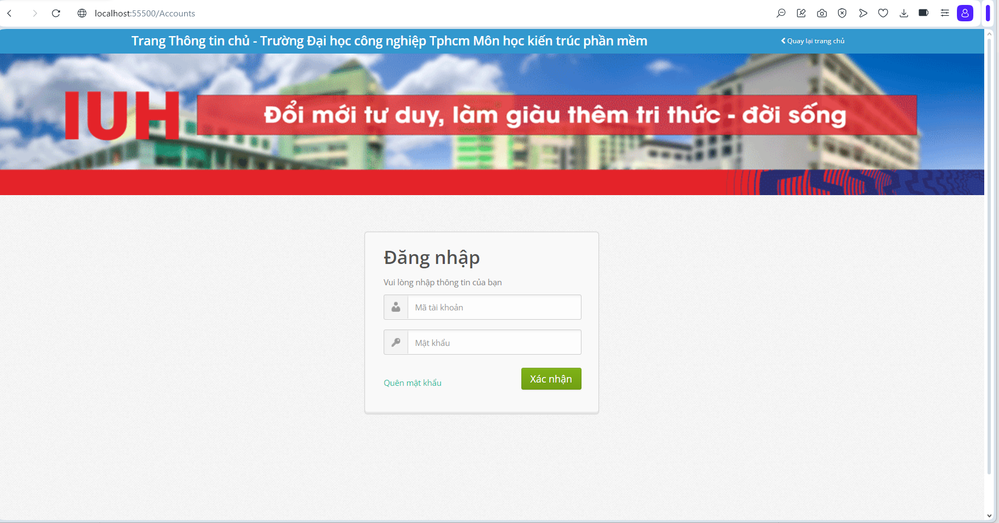 localhost:55500/Accounts
Trang Thông tin chủ - Trường Đại học công nghiệp Tphcm Môn học kiến trúc phần mềm
Quay lại trang chủ
IUH
Đổi mới tư duy, làm giàu thêm tri thức - đời sống
Đăng nhập
Vui lòng nhập thông tin của bạn
Mã tài khoản
Mật khẩu
Quên mật khẩu
Xác nhận